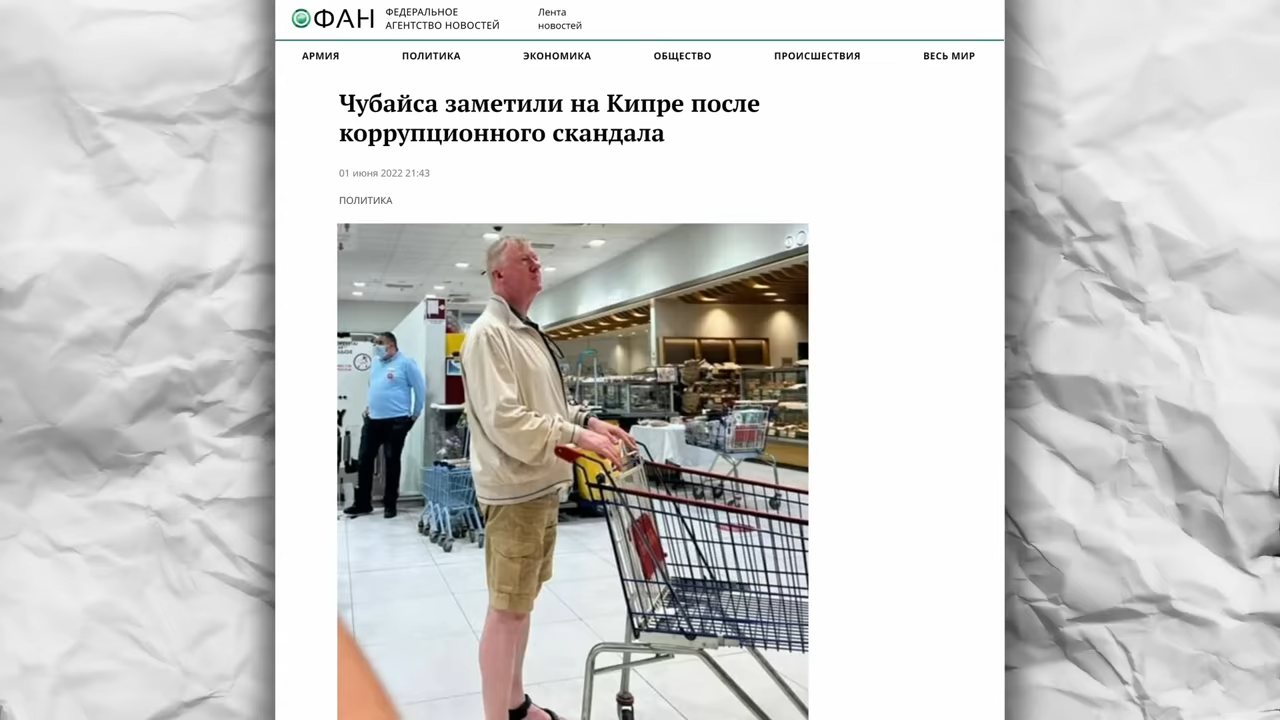 ФАН
ФЕДЕРАЛЬНОЕ
АГЕНТСТВО НОВОСТЕЙ
Лента
новостей
АРМИЯ ПОЛИТИКА ЭКОНОМИКА ОБЩЕСТВО ПРОИСШЕСТВИЯ ВЕСЬ МИР
Чубайса заметили на Кипре после
коррупционного скандала
01 июня 2022 21:43
ПОЛИТИКА